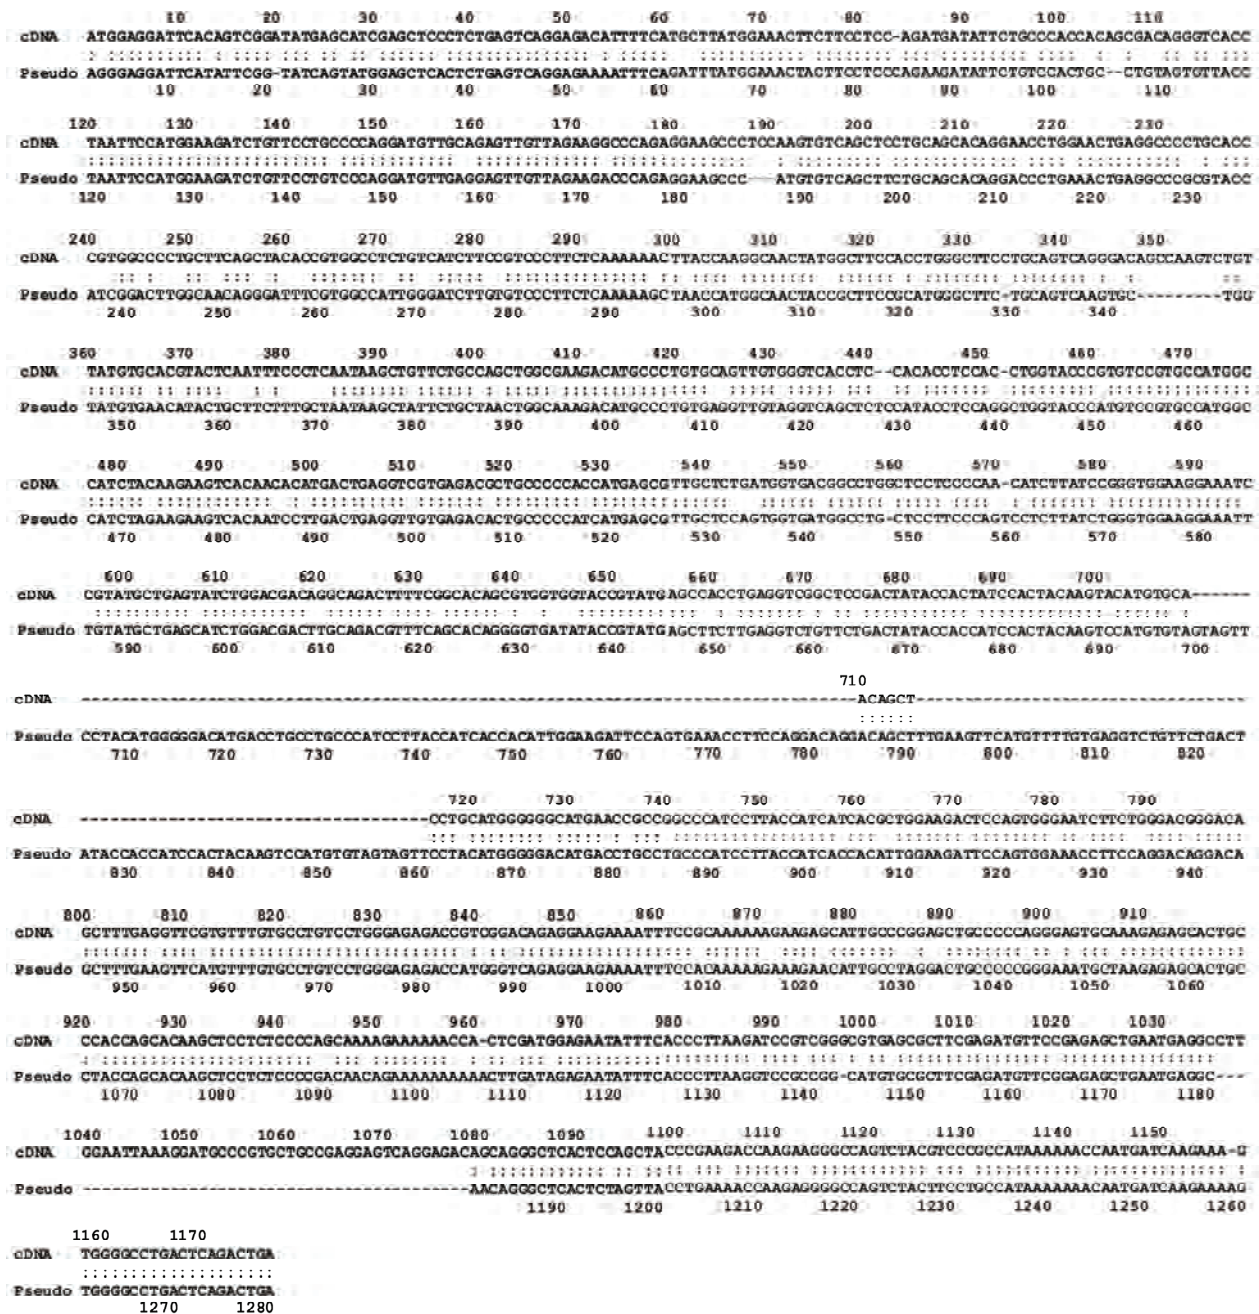 10 20 30 40 50 60 70 80 90 100 110
cDNA ATGGAGGATTCACAGTCGGATATGAGCATCGAGCTCCCTCTGAGTCAGGAGACATTTTCATGCTTATGGAAACTTCTTCCTCC-AGATGATATTCTGCCCACCACAGCGACAGGGTCACC
Pseudo AGGGAGGATTCATATTCGG-TATCAGTATGGAGCTCACTCTGAGTCAGGAGAAAATTTCAGATTTATGGAAACTACTTCCTCCCAGAAGATATTCTGTCCACTGC--CTGTAGTGTTACC
10 20 30 40 50 60 70 80 90 100 110
120 130 140 150 160 170 180 190 200 210 220 230
cDNA TAATTCCATGGAAGATCTGTTCCTGCCCCAGGATGTTGCAGAGTTGTTAGAAGGCCCAGAGGAAGCCCTCCAAGTGTCAGCTCCTGCAGCACAGGAACCTGGAACTGAGGCCCCTGCACC
Pseudo TAATTCCATGGAAGATCTGTTCCTGTCCCAGGATGTTGAGGAGTTGTTAGAAGACCCAGAGGAAGCCC---ATGTGTCAGCTTCTGCAGCACAGGACCCTGAAACTGAGGCCCGCGTACC
120 130 140 150 160 170 180 190 200 210 220 230
240 250 260 270 280 290 300 310 320 330 340 350
cDNA CGTGGCCCCTGCTTCAGCTACACCGTGGCCTCTGTCATCTTCCGTCCCTTCTCAAAAAACTTACCAAGGCAACTATGGCTTCCACCTGGGCTTCCTGCAGTCAGGGACAGCCAAGTCTGT
Pseudo ATCGGACTTGGCAACAGGGATTTCGTGGCCATTGGGATCTTGTGTCCCTTCTCAAAAAGCTAACCATGGCAACTACCGCTTCCGCATGGGCTTC-TGCAGTCAAGTGC---------TGG
240 250 260 270 280 290 300 310 320 330 340
360 370 380 390 400 410 420 430 440 450 460 470
cDNA TATGTGCACGTACTCAATTTCCCTCAATAAGCTGTTCTGCCAGCTGGCGAAGACATGCCCTGTGCAGTTGTGGGTCACCTC--CACACCTCCAC-CTGGTACCCGTGTCCGTGCCATGGC
Pseudo TATGTGAACATACTGCTTCTTTGCTAATAAGCTATTCTGCTAACTGGCAAAGACATGCCCTGTGAGGTTGTAGGTCAGCTCTCCATACCTCCAGGCTGGTACCCATGTCCGTGCCATGGC
350 360 370 380 390 400 410 420 430 440 450 460
480 490 500 510 520 530 540 550 560 570 580 590
cDNA CATCTACAAGAAGTCACAACACATGACTGAGGTCGTGAGACGCTGCCCCCACCATGAGCGTTGCTCTGATGGTGACGGCCTGGCTCCTCCCCAA-CATCTTATCCGGGTGGAAGGAAATC
Pseudo CATCTAGAAGAAGTCACAATCCTTGACTGAGGTTGTGAGACACTGCCCCCATCATGAGCGTTGCTCCAGTGGTGATGGCCTG-CTCCTTCCCAGTCCTCTTATCTGGGTGGAAGGAAATT
470 480 490 500 510 520 530 540 550 560 570 580
600 610 620 630 640 650 660 670 680 690 700
cDNA CGTATGCTGAGTATCTGGACGACAGGCAGACTTTTCGGCACAGCGTGGTGGTACCGTATGAGCCACCTGAGGTCGGCTCCGACTATACCACTATCCACTACAAGTACATGTGCA------
Pseudo TGTATGCTGAGCATCTGGACGACTTGCAGACGTTTCAGCACAGGGGTGATATACCGTATGAGCTTCTTGAGGTCTGTTCTGACTATACCACCATCCACTACAAGTCCATGTGTAGTAGTT
590 600 610 620 630 640 650 660 670 680 690 700
710
cDNA --------------------------------------------------------------------------------ACAGCT----------------------------------
Pseudo CCTACATGGGGGACATGACCTGCCTGCCCATCCTTACCATCACCACATTGGAAGATTCCAGTGAAACCTTCCAGGACAGGACAGCTTTGAAGTTCATGTTTTGTGAGGTCTGTTCTGACT
710 720 730 740 750 760 770 780 790 800 810 820
720 730 740 750 760 770 780 790
cDNA ------------------------------------CCTGCATGGGGGGCATGAACCGCCGGCCCATCCTTACCATCATCACGCTGGAAGACTCCAGTGGGAATCTTCTGGGACGGGACA
Pseudo ATACCACCATCCACTACAAGTCCATGTGTAGTAGTTCCTACATGGGGGACATGACCTGCCTGCCCATCCTTACCATCACCACATTGGAAGATTCCAGTGGAAACCTTCCAGGACAGGACA
830 840 850 860 870 880 890 900 910 920 930 940
800 810 820 830 840 850 860 870 880 890 900 910
cDNA GCTTTGAGGTTCGTGTTTGTGCCTGTCCTGGGAGAGACCGTCGGACAGAGGAAGAAAATTTCCGCAAAAAAGAAGAGCATTGCCCGGAGCTGCCCCCAGGGAGTGCAAAGAGAGCACTGC
Pseudo GCTTTGAAGTTCATGTTTGTGCCTGTCCTGGGAGAGACCATGGGTCAGAGGAAGAAAATTTCCACAAAAAGAAAGAACATTGCCTAGGACTGCCCCCGGGAAATGCTAAGAGAGCACTGC
950 960 970 980 990 1000 1010 1020 1030 1040 1050 1060
920 930 940 950 960 970 980 990 1000 1010 1020 1030
cDNA CCACCAGCACAAGCTCCTCTCCCCAGCAAAAGAAAAAACCA-CTCGATGGAGAATATTTCACCCTTAAGATCCGTCGGGCGTGAGCGCTTCGAGATGTTCCGAGAGCTGAATGAGGCCTT
Pseudo CTACCAGCACAAGCTCCTCTCCCCGACAACAGAAAAAAAAAACTTGATAGAGAATATTTCACCCTTAAGGTCCGCCGG-CATGTGCGCTTCGAGATGTTCGGAGAGCTGAATGAGGC---
1070 1080 1090 1100 1110 1120 1130 1140 1150 1160 1170 1180
1040 1050 1060 1070 1080 1090 1100 1110 1120 1130 1140 1150
cDNA GGAATTAAAGGATGCCCGTGCTGCCGAGGAGTCAGGAGACAGCAGGGCTCACTCCAGCTACCCGAAGACCAAGAAGGGCCAGTCTACGTCCCGCCATAAAAAACCAATGATCAAGAAA-G
Pseudo ----------------------------------------AACAGGGCTCACTCTAGTTACCTGAAAACCAAGAGGGGCCAGTCTACTTCCTGCCATAAAAAAACAATGATCAAGAAAAG
1190 1200 1210 1220 1230 1240 1250 1260
1160 1170
cDNA TGGGGCCTGACTCAGACTGA
Pseudo TGGGGCCTGACTCAGACTGA
1270 1280